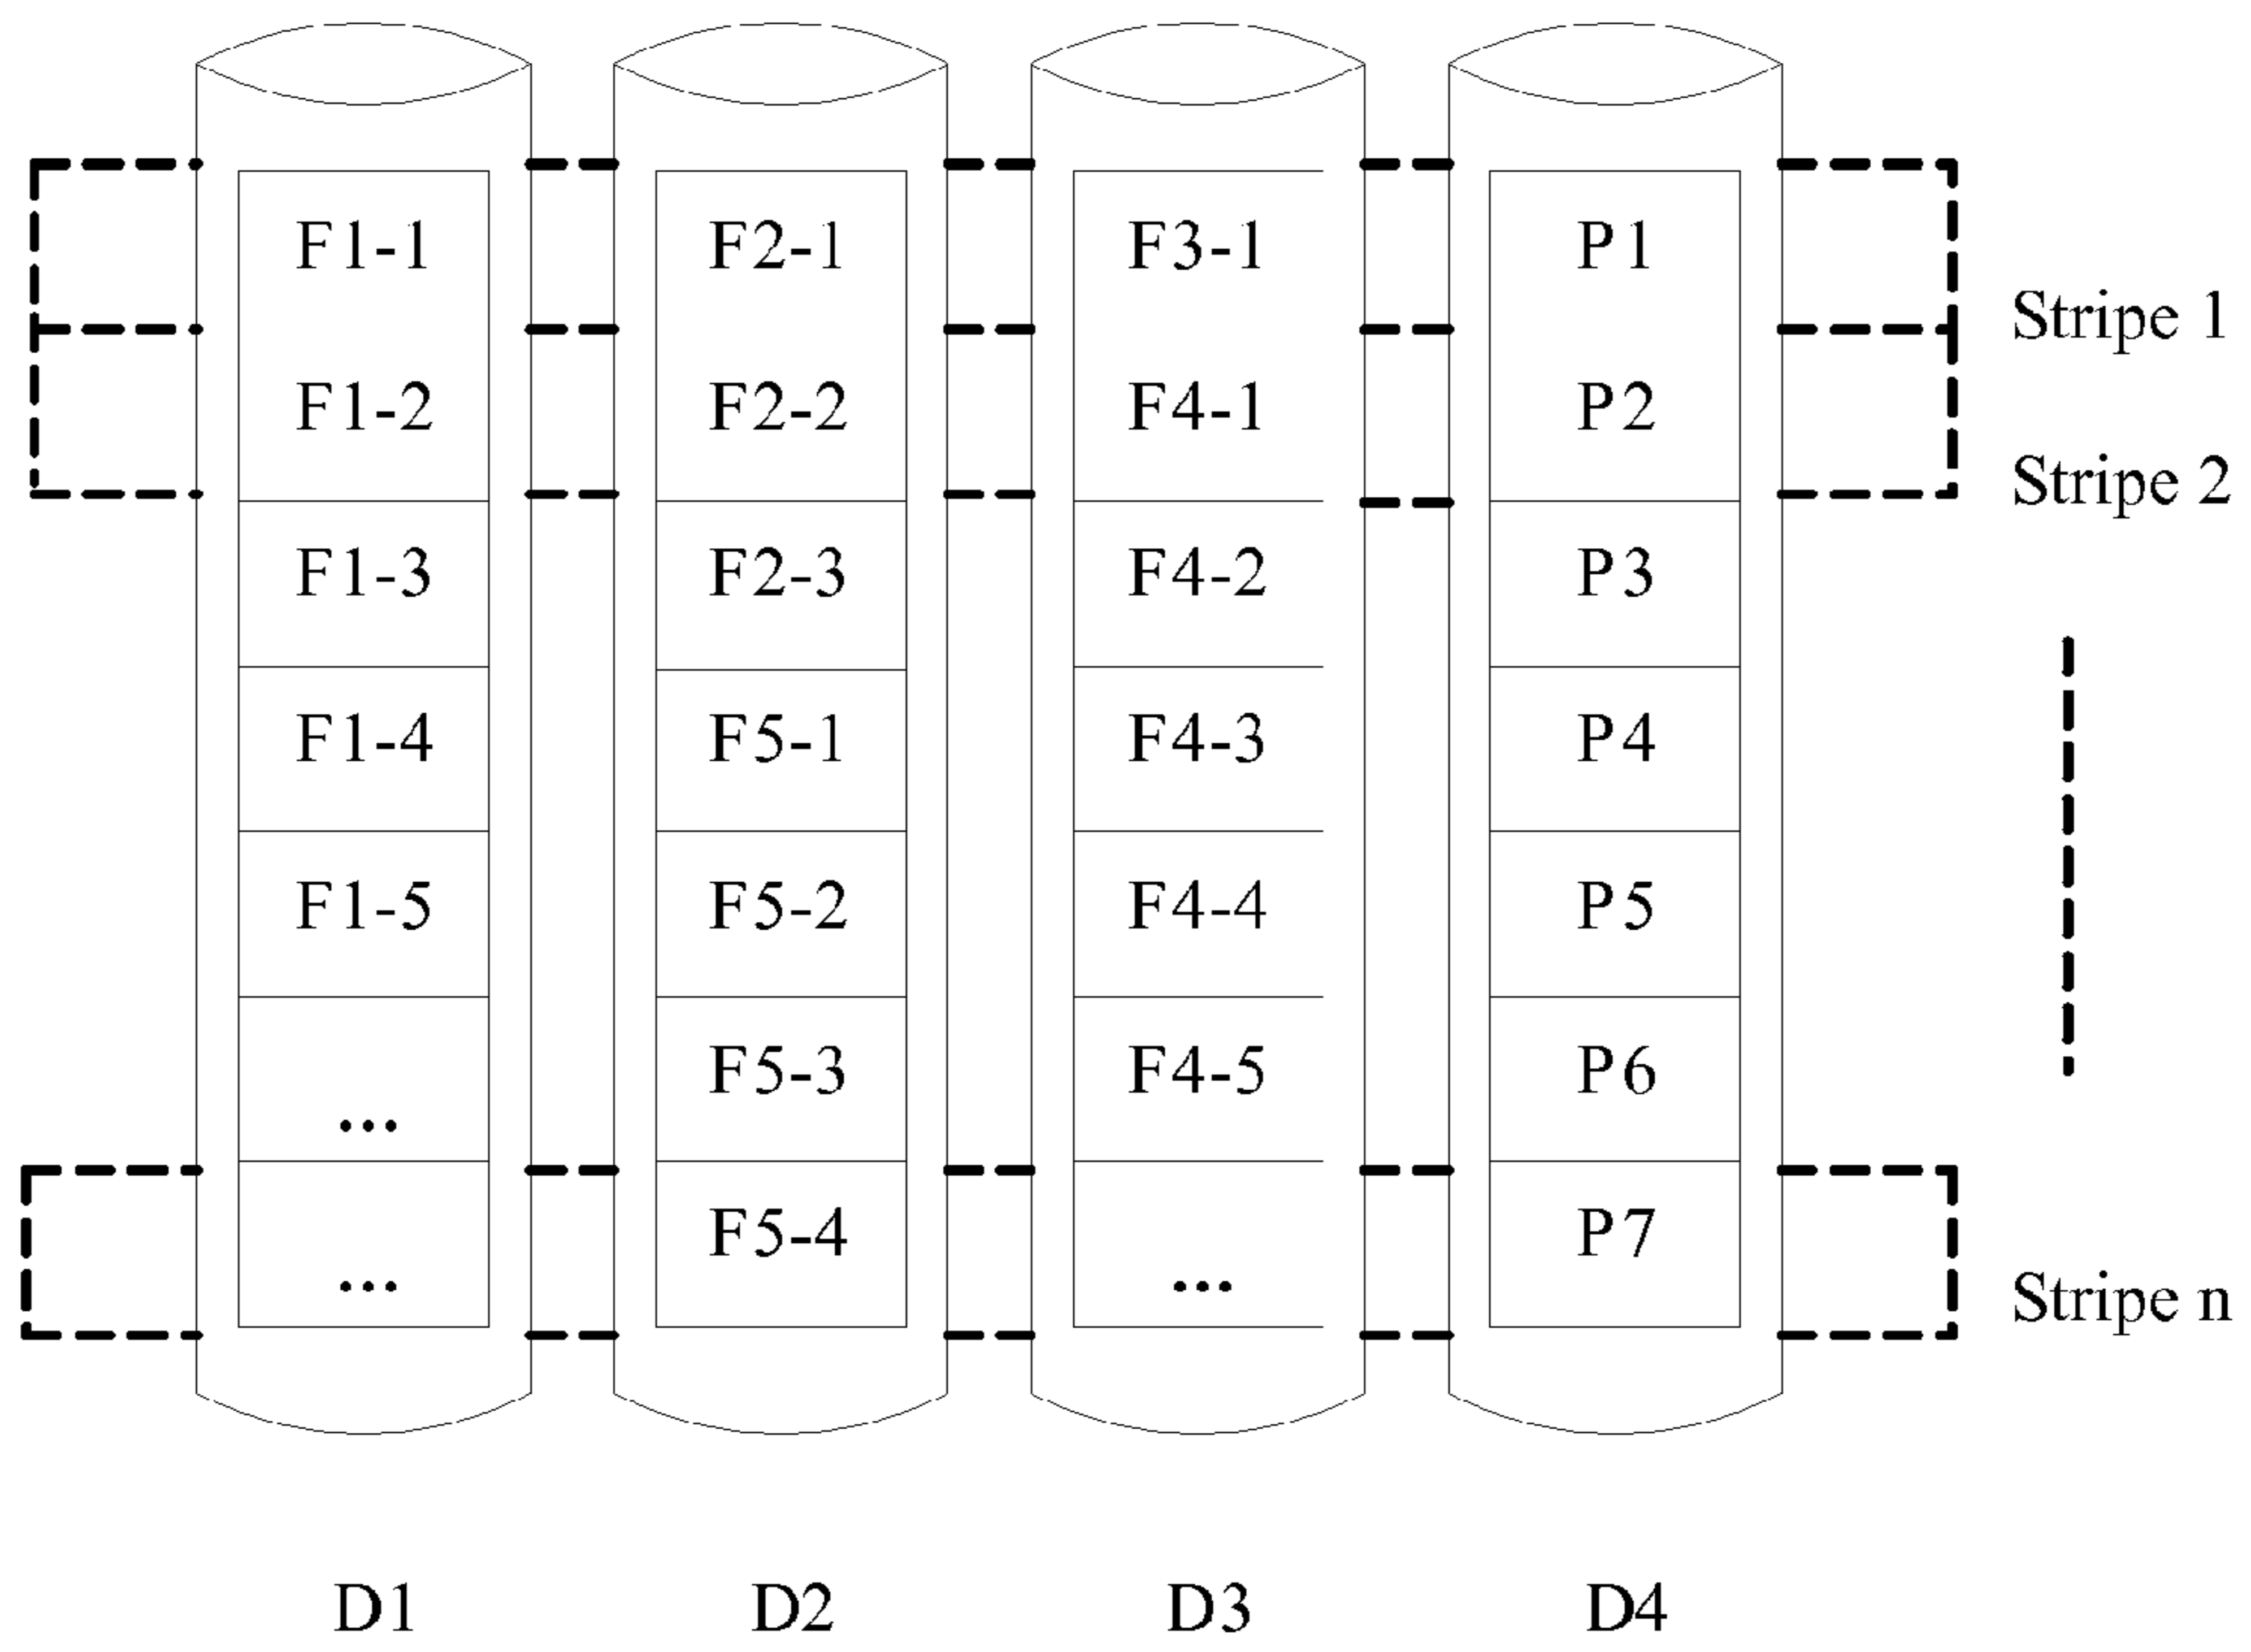 F1-1 F2-1 F3-1 P1
Stripe 1
F1-2 F2-2 F4-1 P2
Stripe 2
F1-3 F2-3 F4-2 P3
F1-4 F5-1 F4-3 P4
F1-5 F5-2 F4-4 P5
... F5-3 F4-5 P6
... F5-4 ... P7
Stripe n
D1 D2 D3 D4